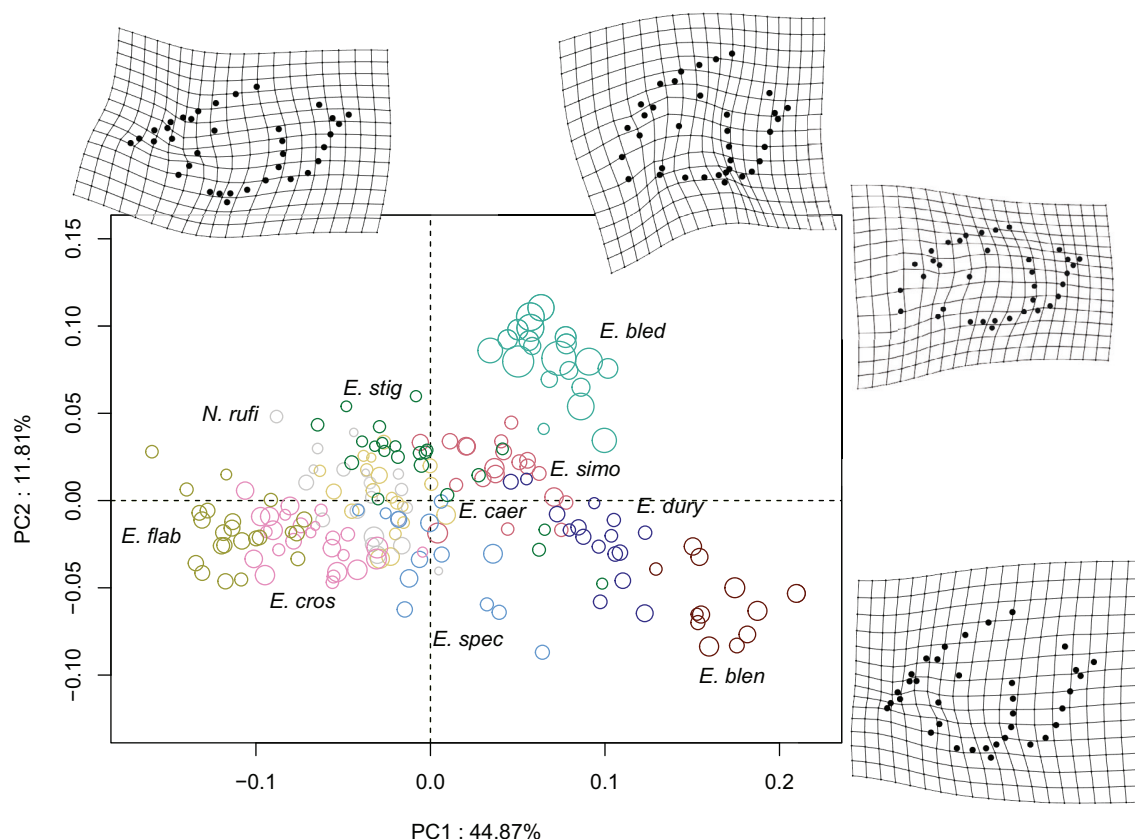 0.15
0.10
0.05
0.00
−0.05
−0.10
PC2 : 11.81%
E. bled
E. stig
N. rufi
E. simo
E. caer
E. dury
E. flab
E. cros
E. spec
E. blen
−0.1
0.0
0.1
0.2
PC1 : 44.87%